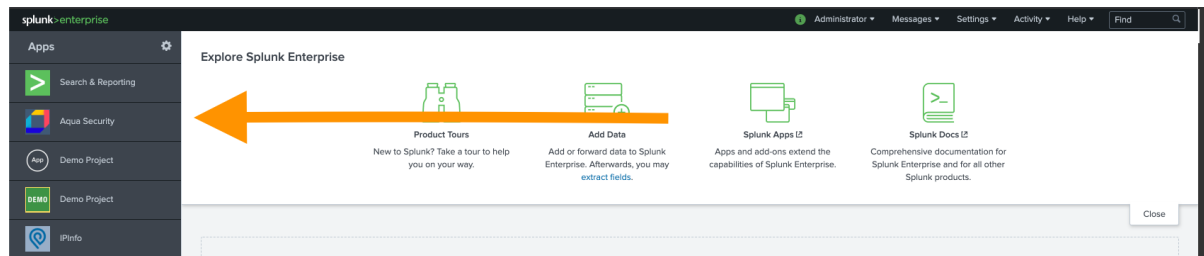 splunk>enterprise
Administrator
Messages
Settings
Activity
Help
Find
Apps
Search & Reporting
Aqua Security
App
Demo Project
DEMO
Demo Project
IPInfo
Explore Splunk Enterprise
Product Tours
New to Splunk? Take a tour to help
you on your way.
Add Data
Add or forward data to Splunk
Enterprise. Afterwards, you may
extract fields.
Splunk Apps
Apps and add-ons extend the
capabilities of Splunk Enterprise.
Splunk Docs
Comprehensive documentation for
Splunk Enterprise and for all other
Splunk products.
Close